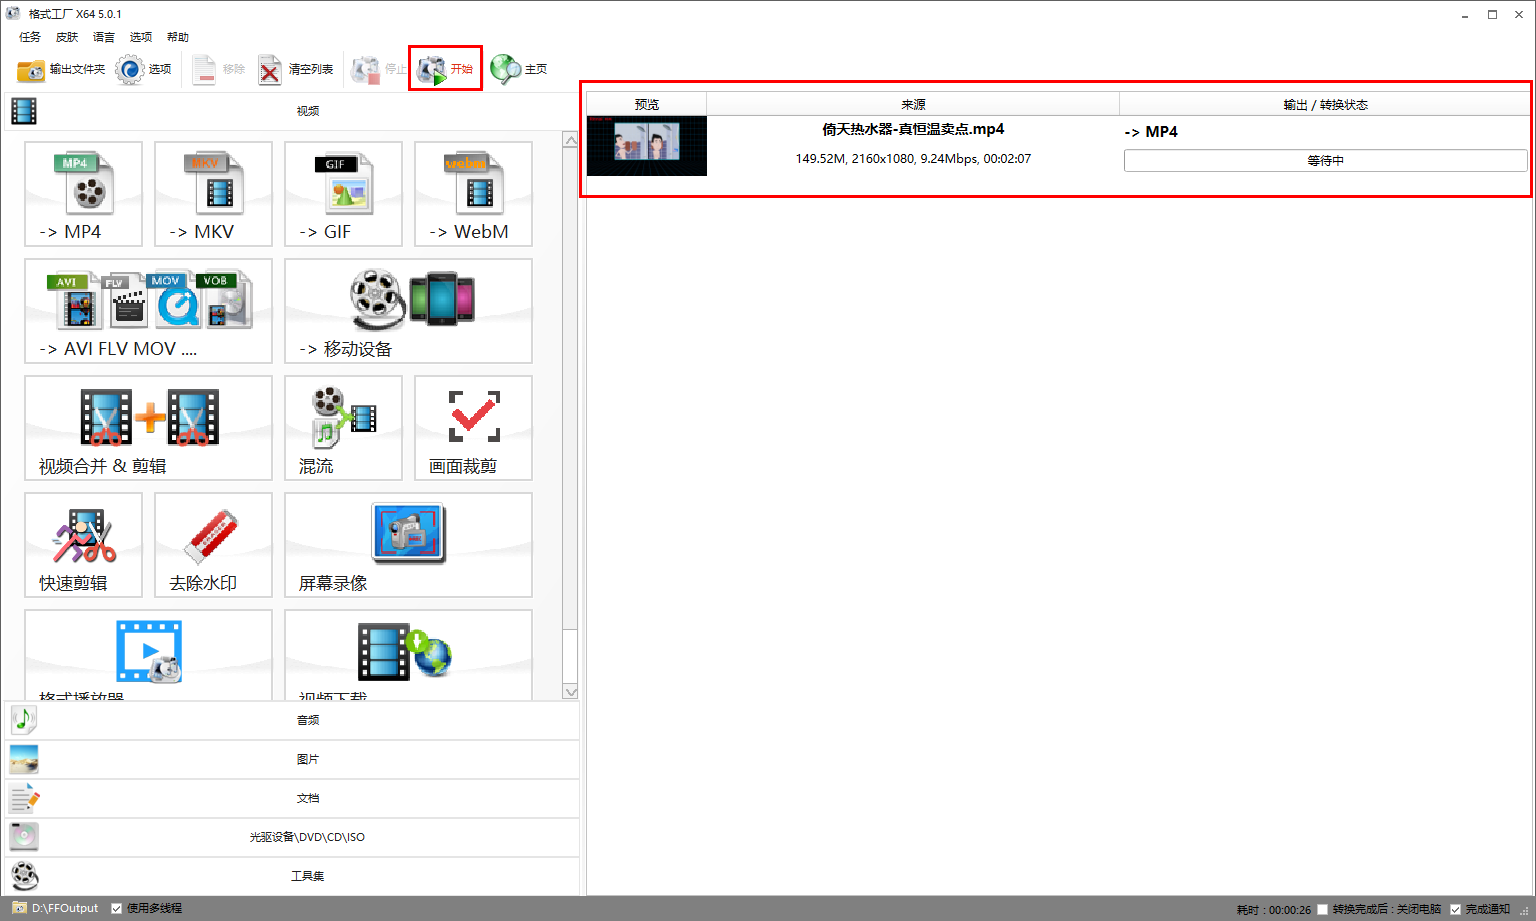 格式工厂 X64 5.0.1
任务 皮肤 语言 选项 帮助
输出文件夹 选项 移除 清空列表 停止 开始 主页
视频
MP4 MKV GIF webm
-> MP4 -> MKV -> GIF -> WebM
AVI FLV MOV VOB
-> AVI FLV MOV .... -> 移动设备
视频合并 & 剪辑 混流 画面裁剪
快速剪辑 去除水印 屏幕录像
格式播放器 视频下载
音频
图片
文档
光驱设备\DVD\CD\ISO
工具集
预览 来源 输出 / 转换状态
倚天热水器-真恒温卖点.mp4 -> MP4
149.52M, 2160x1080, 9.24Mbps, 00:02:07 等待中
D:\FFOutput 使用多线程 耗时 : 00:00:26 转换完成后 : 关闭电脑 完成通知